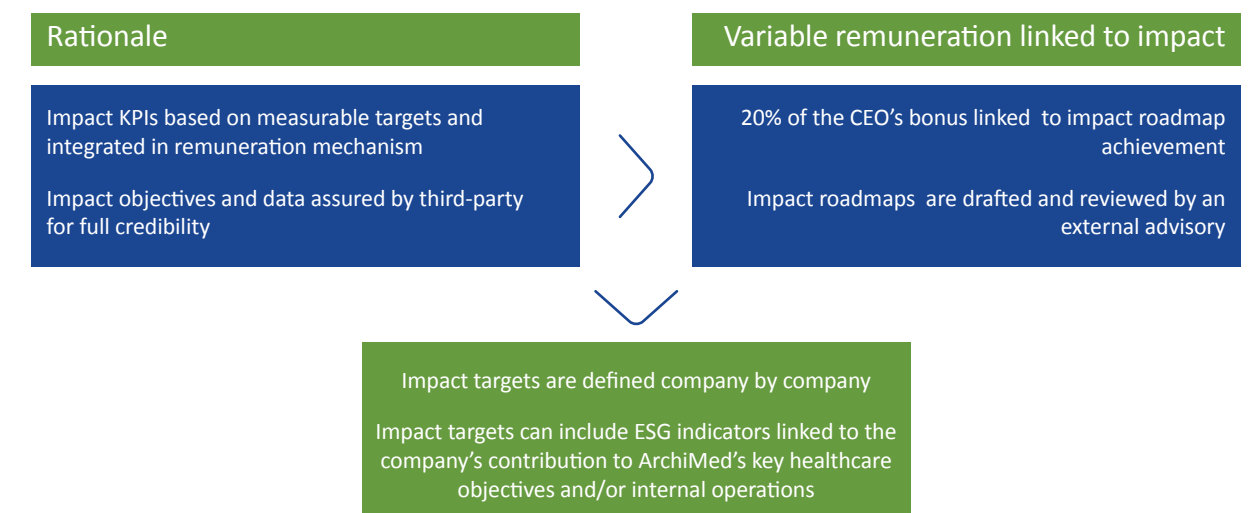 Rationale
Impact KPIs based on measurable targets and
integrated in remuneration mechanism
Impact objectives and data assured by third-party
for full credibility
Variable remuneration linked to impact
20% of the CEO’s bonus linked  to impact roadmap
achievement
Impact roadmaps  are drafted and reviewed by an
external advisory
Impact targets are defined company by company
Impact targets can include ESG indicators linked to the
company’s contribution to ArchiMed’s key healthcare
objectives and/or internal operations